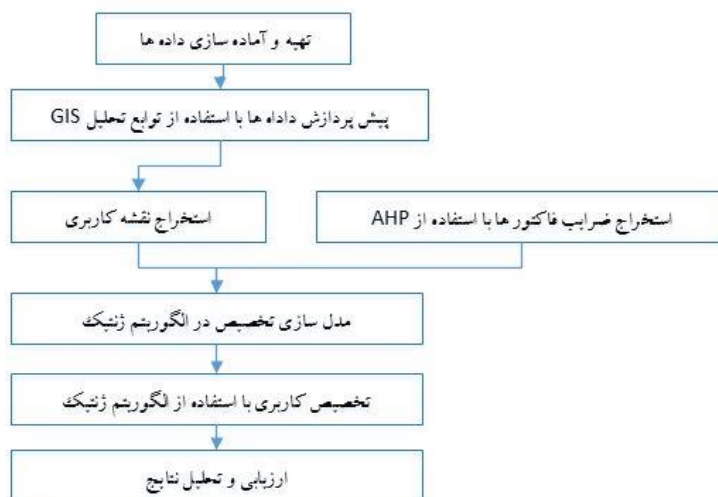 تهیه و آماده سازی داده ها
پیش پردازش داداه ها با استفاده از توابع تحلیل GIS
استخراج ضرایب فاکتور ها با استفاده از AHP
استخراج نقشه کاربری
مدل سازی تخصیص در الگوریتم ژنتیک
تخصیص کاربری با استفاده از الگوریتم ژنتیک
ارزیابی و تحلیل نتایج